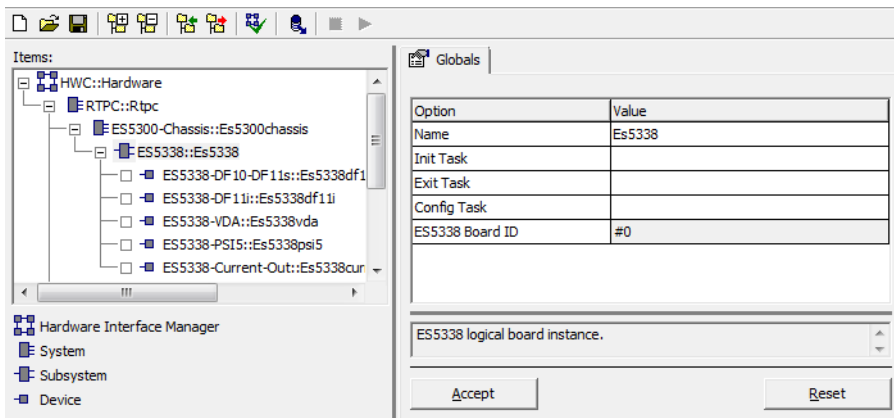 Items:
HWC::Hardware
RTPC::Rtpc
ES5300-Chassis::Es5300chassis
ES5338::Es5338
ES5338-DF10-DF11s::Es5338df1
ES5338-DF11i::Es5338df11i
ES5338-VDA::Es5338vda
ES5338-PSI5::Es5338psi5
ES5338-Current-Out::Es5338curr
Hardware Interface Manager
System
Subsystem
Device
Globals
Option Value
Name Es5338
Init Task
Exit Task
Config Task
ES5338 Board ID #0
ES5338 logical board instance.
Accept Reset